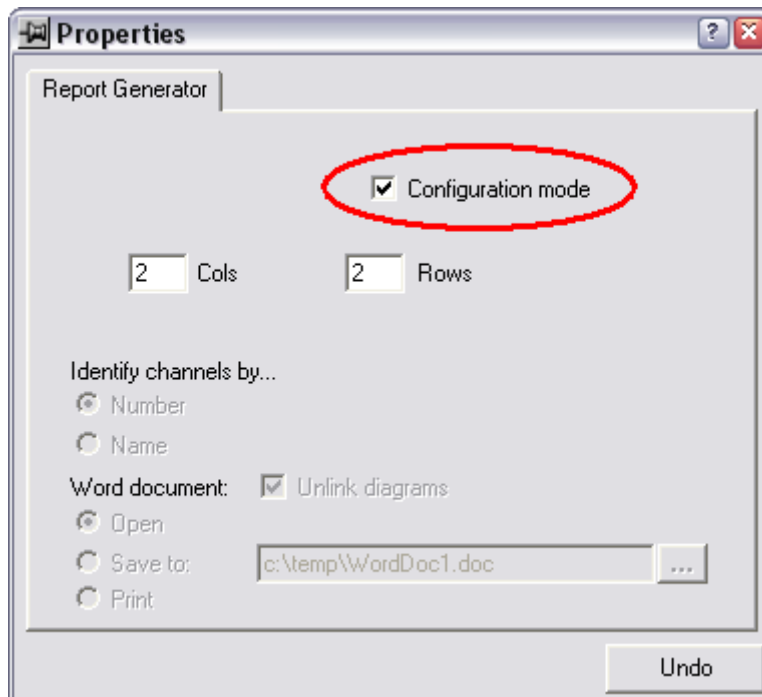 Properties
Report Generator
Configuration mode
2 Cols 2 Rows
Identify channels by...
Number
Name
Word document: Unlink diagrams
Open
Save to: c:\temp\WordDoc1.doc ...
Print
Undo